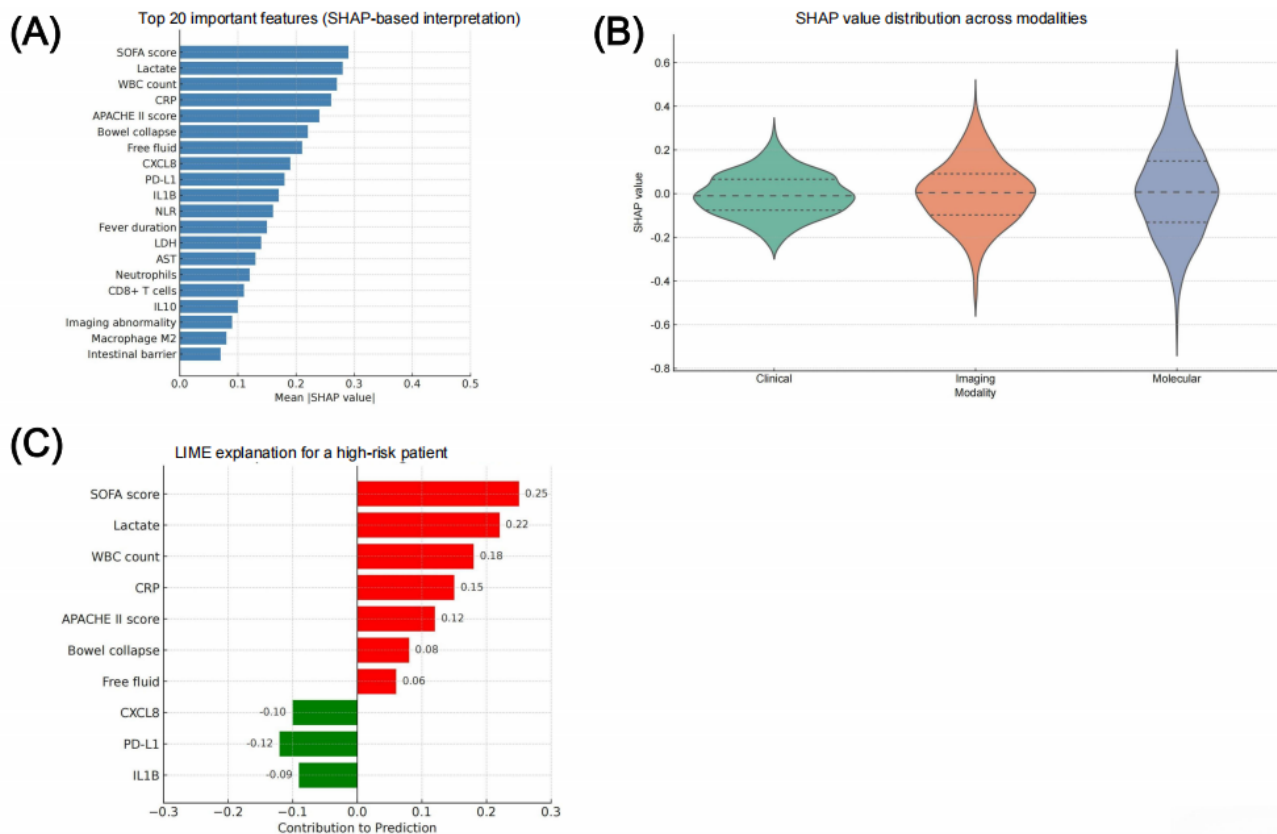 (A)
Top 20 important features (SHAP-based interpretation)
SOFA score
Lactate
WBC count
CRP
APACHE II score
Bowel collapse
Free fluid
CXCL8
PD-L1
IL1B
NLR
Fever duration
LDH
AST
Neutrophils
CD8+ T cells
IL10
Imaging abnormality
Macrophage M2
Intestinal barrier
0.0 0.1 0.2 0.3 0.4 0.5
Mean |SHAP value|
(B)
SHAP value distribution across modalities
SHAP value
0.6
0.4
0.2
0.0
-0.2
-0.4
-0.6
-0.8
Clinical Imaging Molecular
Modality
(C)
LIME explanation for a high-risk patient
SOFA score 0.25
Lactate 0.22
WBC count 0.18
CRP 0.15
APACHE II score 0.12
Bowel collapse 0.08
Free fluid 0.06
CXCL8 -0.10
PD-L1 -0.12
IL1B -0.09
−0.3 −0.2 −0.1 0.0 0.1 0.2 0.3
Contribution to Prediction